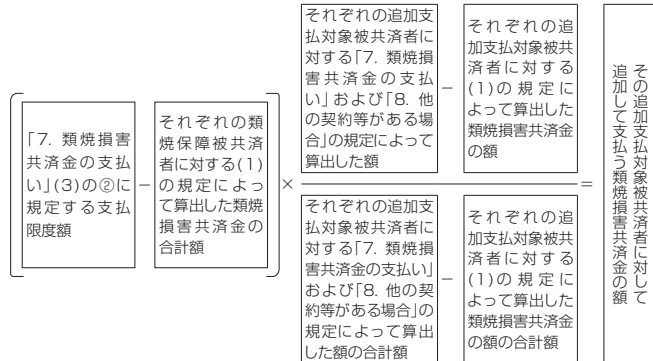 「7. 類焼損害
共済金の支払
い」(3)の②に
規定する支払
限度額
−
それぞれの類
焼保障被共済
者に対する(1)
の規定によっ
て算出した類焼
損害共済金の
合計額
×
それぞれの追加支
払対象被共済者に
対する「7. 類焼損
害共済金の支払
い」および「8. 他
の契約等がある場
合」の規定によって
算出した額
−
それぞれの追
加支払対象被共
済者に対する
(1)の規定に
よって算出した
類焼損害共済金
の額
それぞれの追加支
払対象被共済者に
対する「7. 類焼損
害共済金の支払い」
および「8. 他の契
約等がある場合」の
規定によって算出
した額の合計額
−
それぞれの追
加支払対象被共
済者に対する
(1)の規定に
よって算出した
類焼損害共済金
の額の合計額
=
その追加支払対象被共済者に対して
追加して支払う類焼損害共済金の額